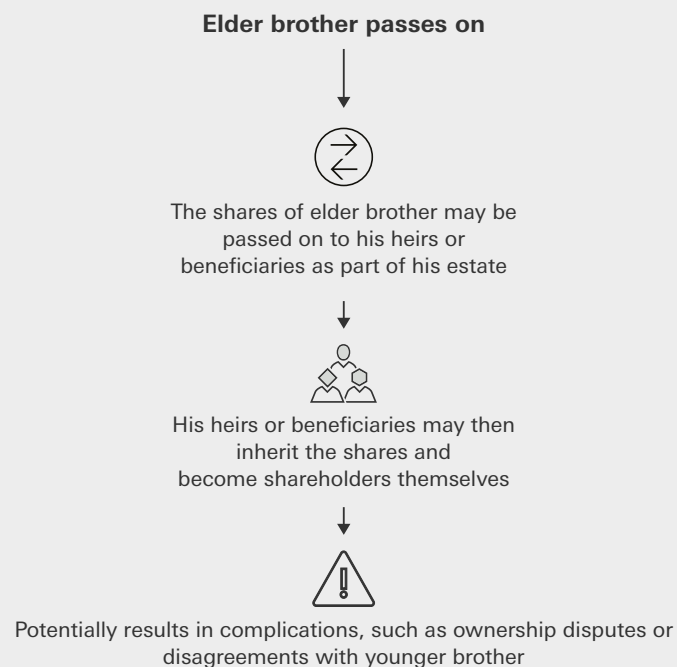 Elder brother passes on
The shares of elder brother may be
passed on to his heirs or
beneficiaries as part of his estate
His heirs or beneficiaries may then
inherit the shares and
become shareholders themselves
Potentially results in complications, such as ownership disputes or
disagreements with younger brother